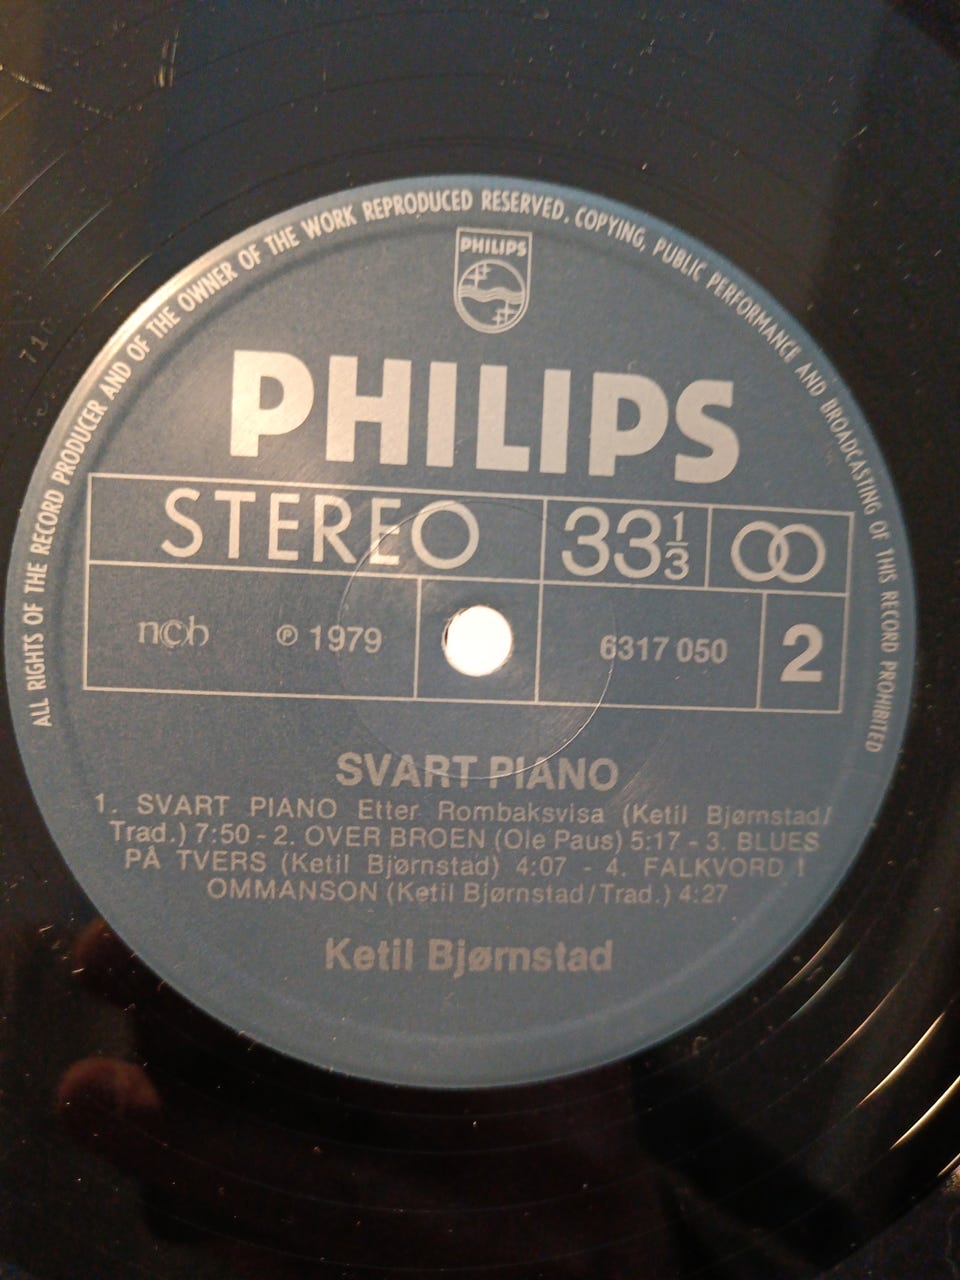 ALL RIGHTS OF THE RECORD PRODUCER AND OF THE OWNER OF THE WORK REPRODUCED RESERVED. COPYING, PUBLIC PERFORMANCE AND BROADCASTING OF THIS RECORD PROHIBITED
PHILIPS
PHILIPS
STEREO 33 1/3
ncb ℗ 1979 6317 050 2
SVART PIANO
1. SVART PIANO Etter Rombaksvisa (Ketil Bjørnstad/
Trad.) 7:50 - 2. OVER BROEN (Ole Paus) 5:17 - 3. BLUES
PÅ TVERS (Ketil Bjørnstad) 4:07 - 4. FALKVORD I
OMMANSON (Ketil Bjørnstad/Trad.) 4:27
Ketil Bjørnstad